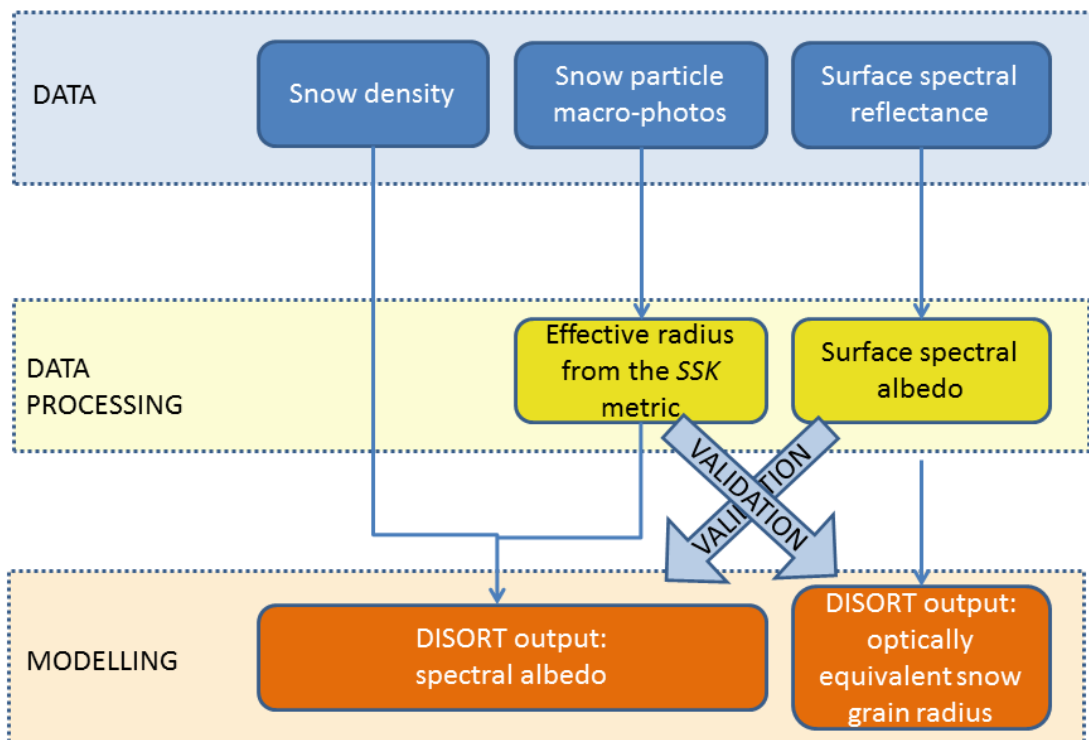 DATA
Snow density
Snow particle
macro-photos
Surface spectral
reflectance
DATA
PROCESSING
Effective radius
from the SSK
metric
Surface spectral
albedo
VALIDATION
VALIDATION
MODELLING
DISORT output:
spectral albedo
DISORT output:
optically
equivalent snow
grain radius